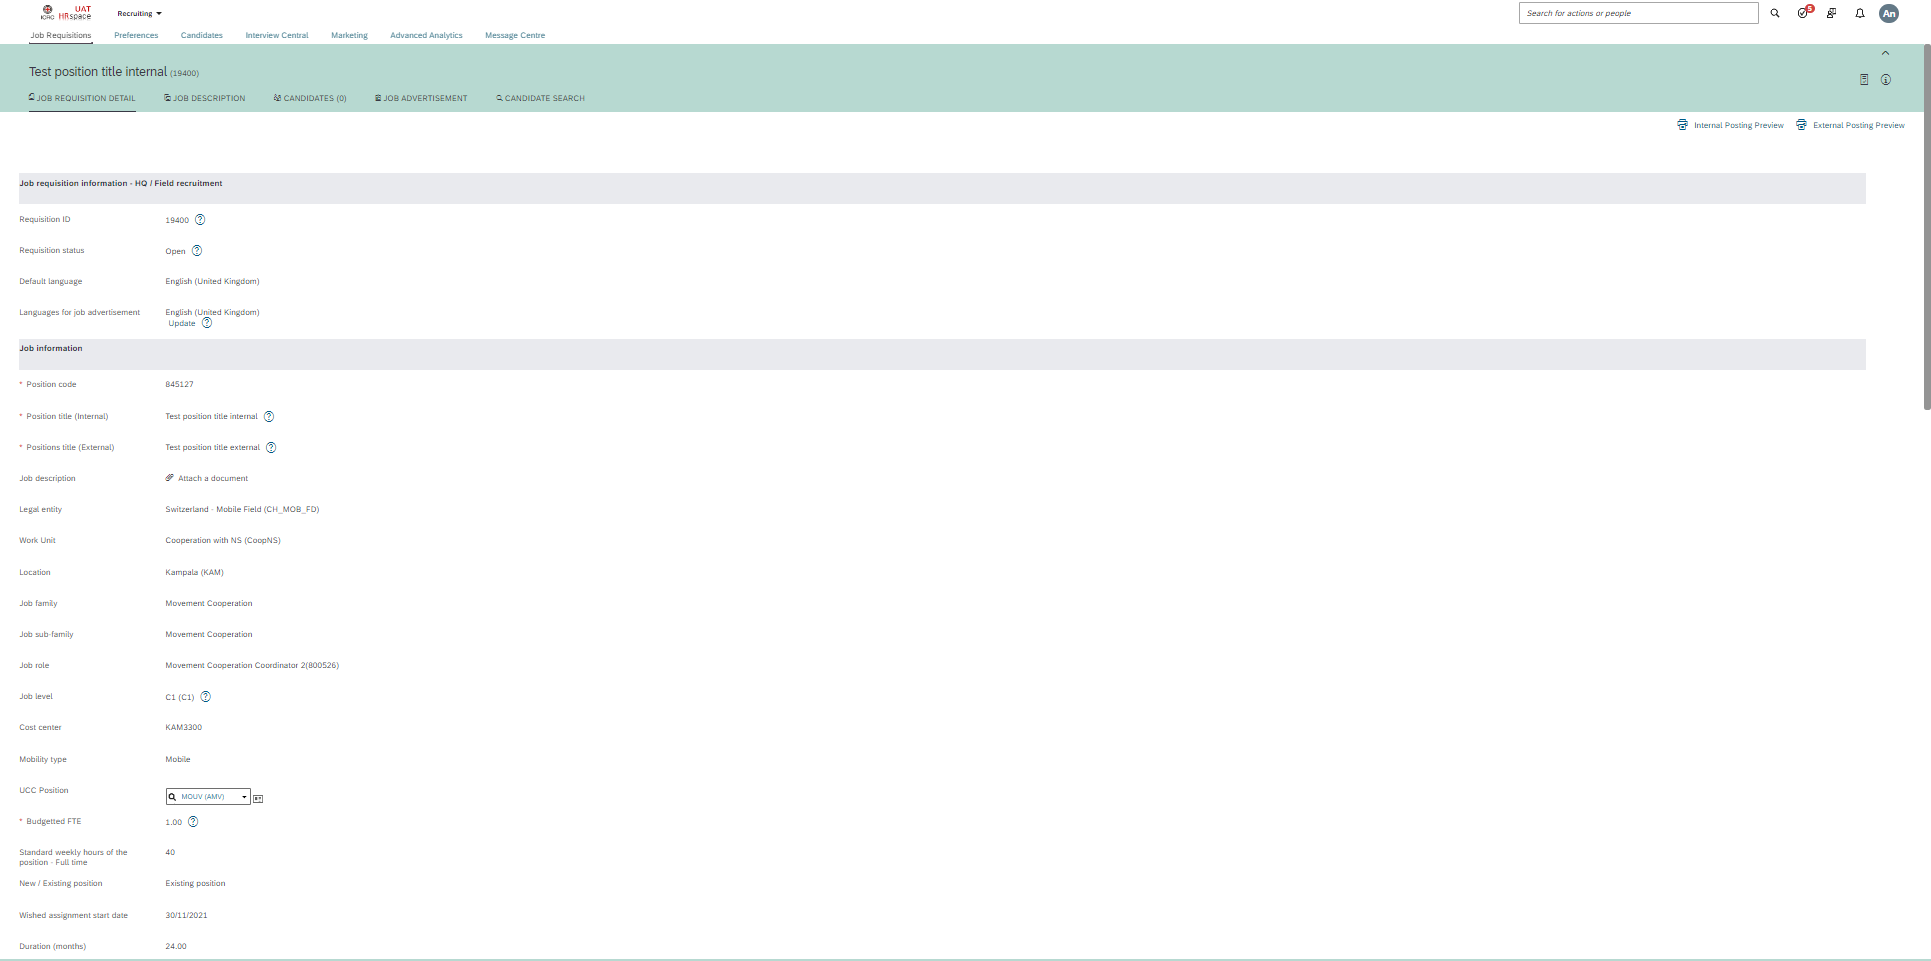 ICRC UAT
HRspace
Recruiting
Search for actions or people
5
An
Job Requisitions Preferences Candidates Interview Central Marketing Advanced Analytics Message Centre
Test position title internal (19400)
JOB REQUISITION DETAIL JOB DESCRIPTION CANDIDATES (0) JOB ADVERTISEMENT CANDIDATE SEARCH
Internal Posting Preview External Posting Preview
Job requisition information - HQ / Field recruitment
Requisition ID 19400
Requisition status Open
Default language English (United Kingdom)
Languages for job advertisement English (United Kingdom)
Update
Job information
* Position code 845127
* Position title (Internal) Test position title internal
* Positions title (External) Test position title external
Job description Attach a document
Legal entity Switzerland - Mobile Field (CH_MOB_FD)
Work Unit Cooperation with NS (CoopNS)
Location Kampala (KAM)
Job family Movement Cooperation
Job sub-family Movement Cooperation
Job role Movement Cooperation Coordinator 2(800526)
Job level C1 (C1)
Cost center KAM3300
Mobility type Mobile
UCC Position MOUV (AMV)
* Budgetted FTE 1.00
Standard weekly hours of the position - Full time 40
New / Existing position Existing position
Wished assignment start date 30/11/2021
Duration (months) 24.00